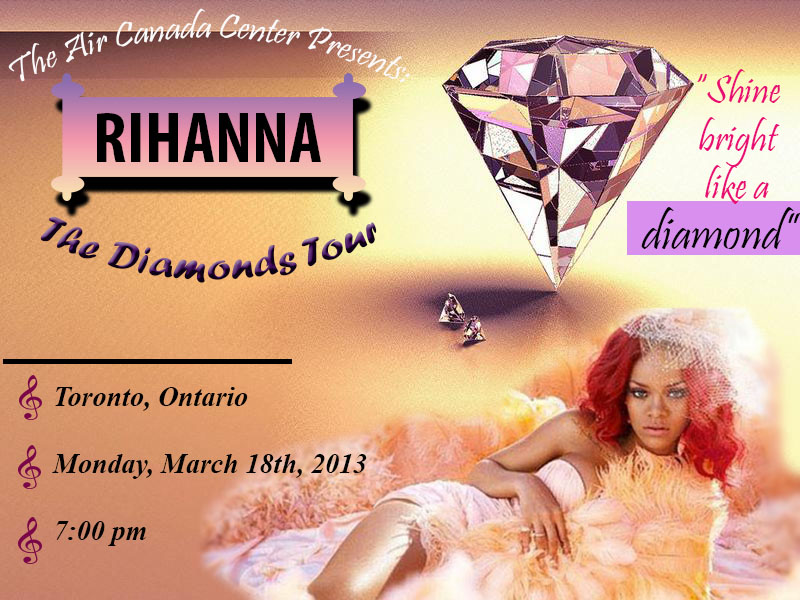 The Air Canada Center Presents:
RIHANNA
The Diamonds Tour
"Shine
bright
like a
diamond"
Toronto, Ontario
Monday, March 18th, 2013
7:00 pm